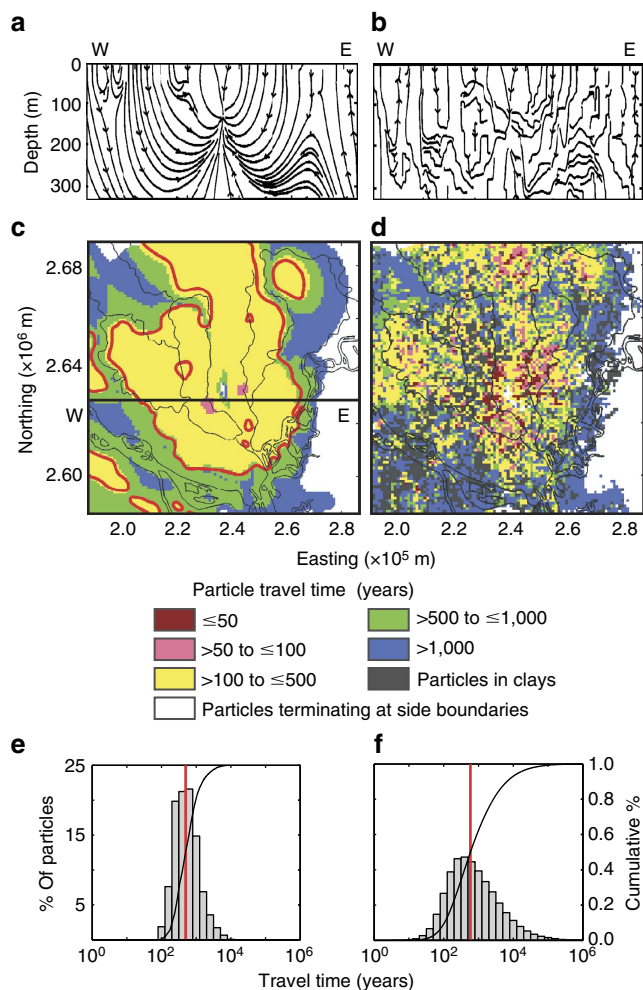 a
b
W E
W E
Depth (m)
0
100
200
300
c
d
Northing (×10⁶ m)
2.68
2.64
2.60
W E
2.0 2.2 2.4 2.6 2.8
2.0 2.2 2.4 2.6 2.8
Easting (×10⁵ m)
Particle travel time (years)
≤50
>500 to ≤1,000
>50 to ≤100
>1,000
>100 to ≤500
Particles in clays
Particles terminating at side boundaries
e
f
% Of particles
25
15
5
10⁰ 10² 10⁴ 10⁶
10⁰ 10² 10⁴ 10⁶
1.0
0.8
0.6
0.4
0.2
0.0
Cumulative %
Travel time (years)